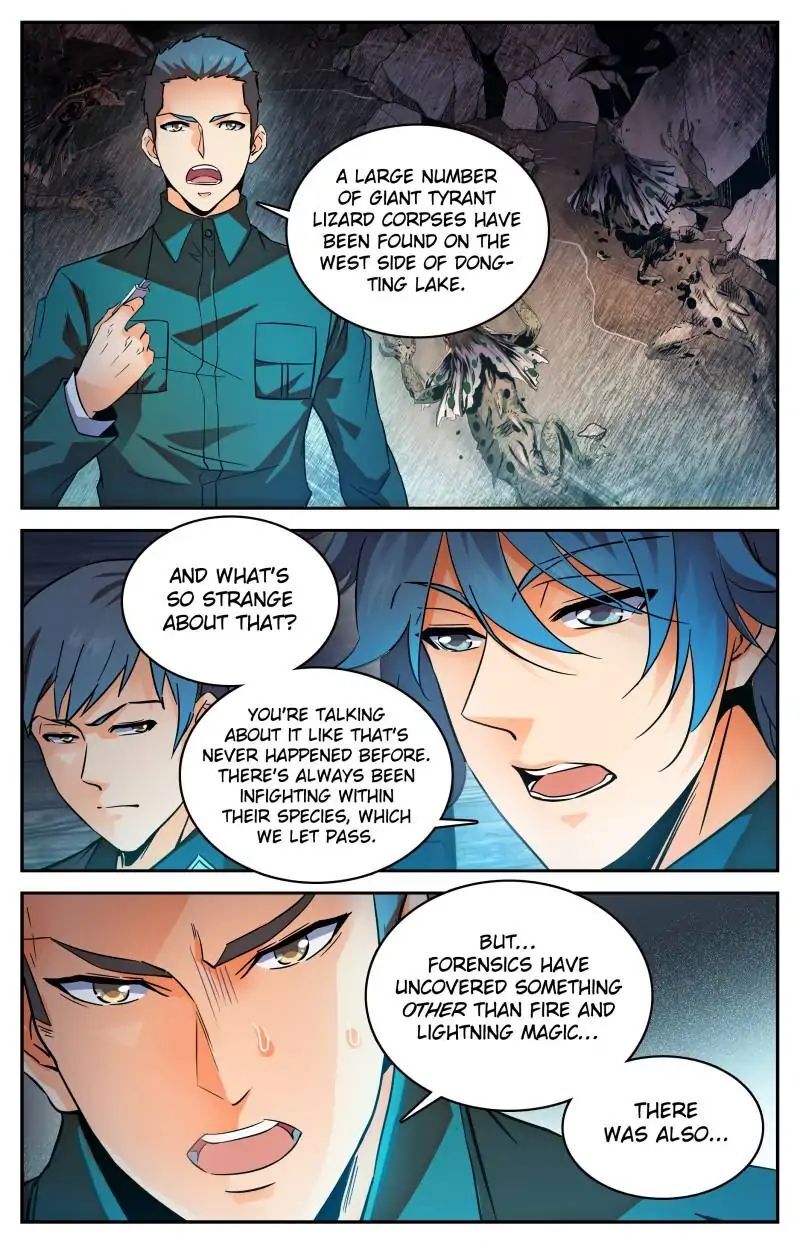 A LARGE NUMBER
OF GIANT TYRANT
LIZARD CORPSES HAVE
BEEN FOUND ON THE
WEST SIDE OF DONG-
TING LAKE.
AND WHAT'S
SO STRANGE
ABOUT THAT?
YOU'RE TALKING
ABOUT IT LIKE THAT'S
NEVER HAPPENED BEFORE.
THERE'S ALWAYS BEEN
INFIGHTING WITHIN
THEIR SPECIES, WHICH
WE LET PASS.
BUT...
FORENSICS HAVE
UNCOVERED SOMETHING
OTHER THAN FIRE AND
LIGHTNING MAGIC...
THERE
WAS ALSO...